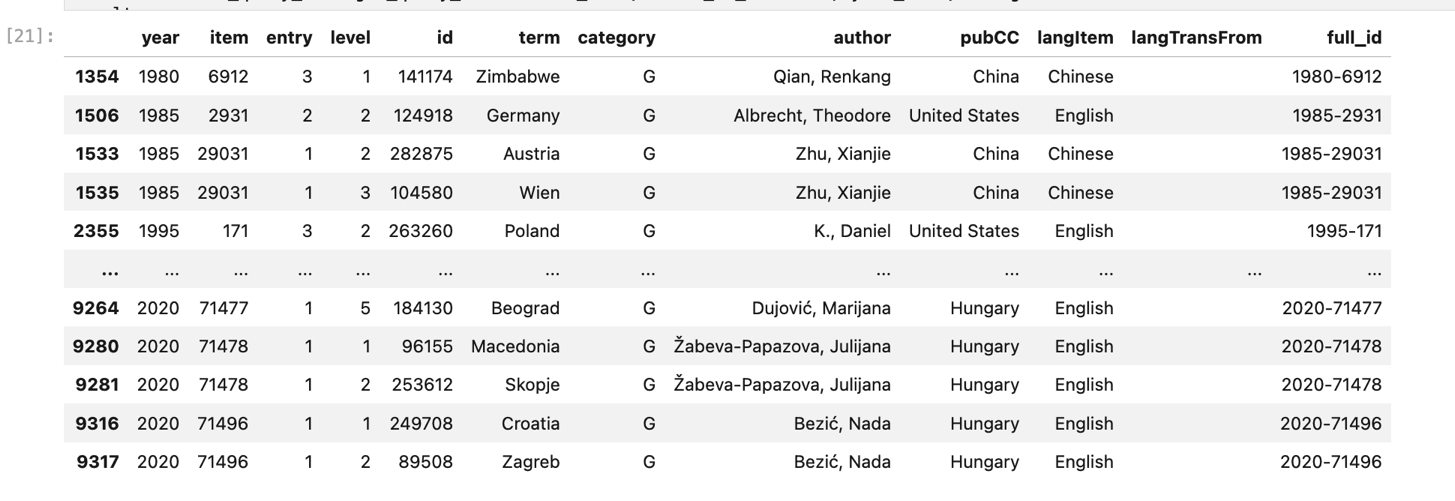 [21]:
year item entry level id term category author pubCC langItem langTransFrom full_id
1354 1980 6912 3 1 141174 Zimbabwe G Qian, Renkang China Chinese 1980-6912
1506 1985 2931 2 2 124918 Germany G Albrecht, Theodore United States English 1985-2931
1533 1985 29031 1 2 282875 Austria G Zhu, Xianjie China Chinese 1985-29031
1535 1985 29031 1 3 104580 Wien G Zhu, Xianjie China Chinese 1985-29031
2355 1995 171 3 2 263260 Poland G K., Daniel United States English 1995-171
... ... ... ... ... ... ... ... ... ... ... ... ...
9264 2020 71477 1 5 184130 Beograd G Dujović, Marijana Hungary English 2020-71477
9280 2020 71478 1 1 96155 Macedonia G Žabeva-Papazova, Julijana Hungary English 2020-71478
9281 2020 71478 1 2 253612 Skopje G Žabeva-Papazova, Julijana Hungary English 2020-71478
9316 2020 71496 1 1 249708 Croatia G Bezić, Nada Hungary English 2020-71496
9317 2020 71496 1 2 89508 Zagreb G Bezić, Nada Hungary English 2020-71496